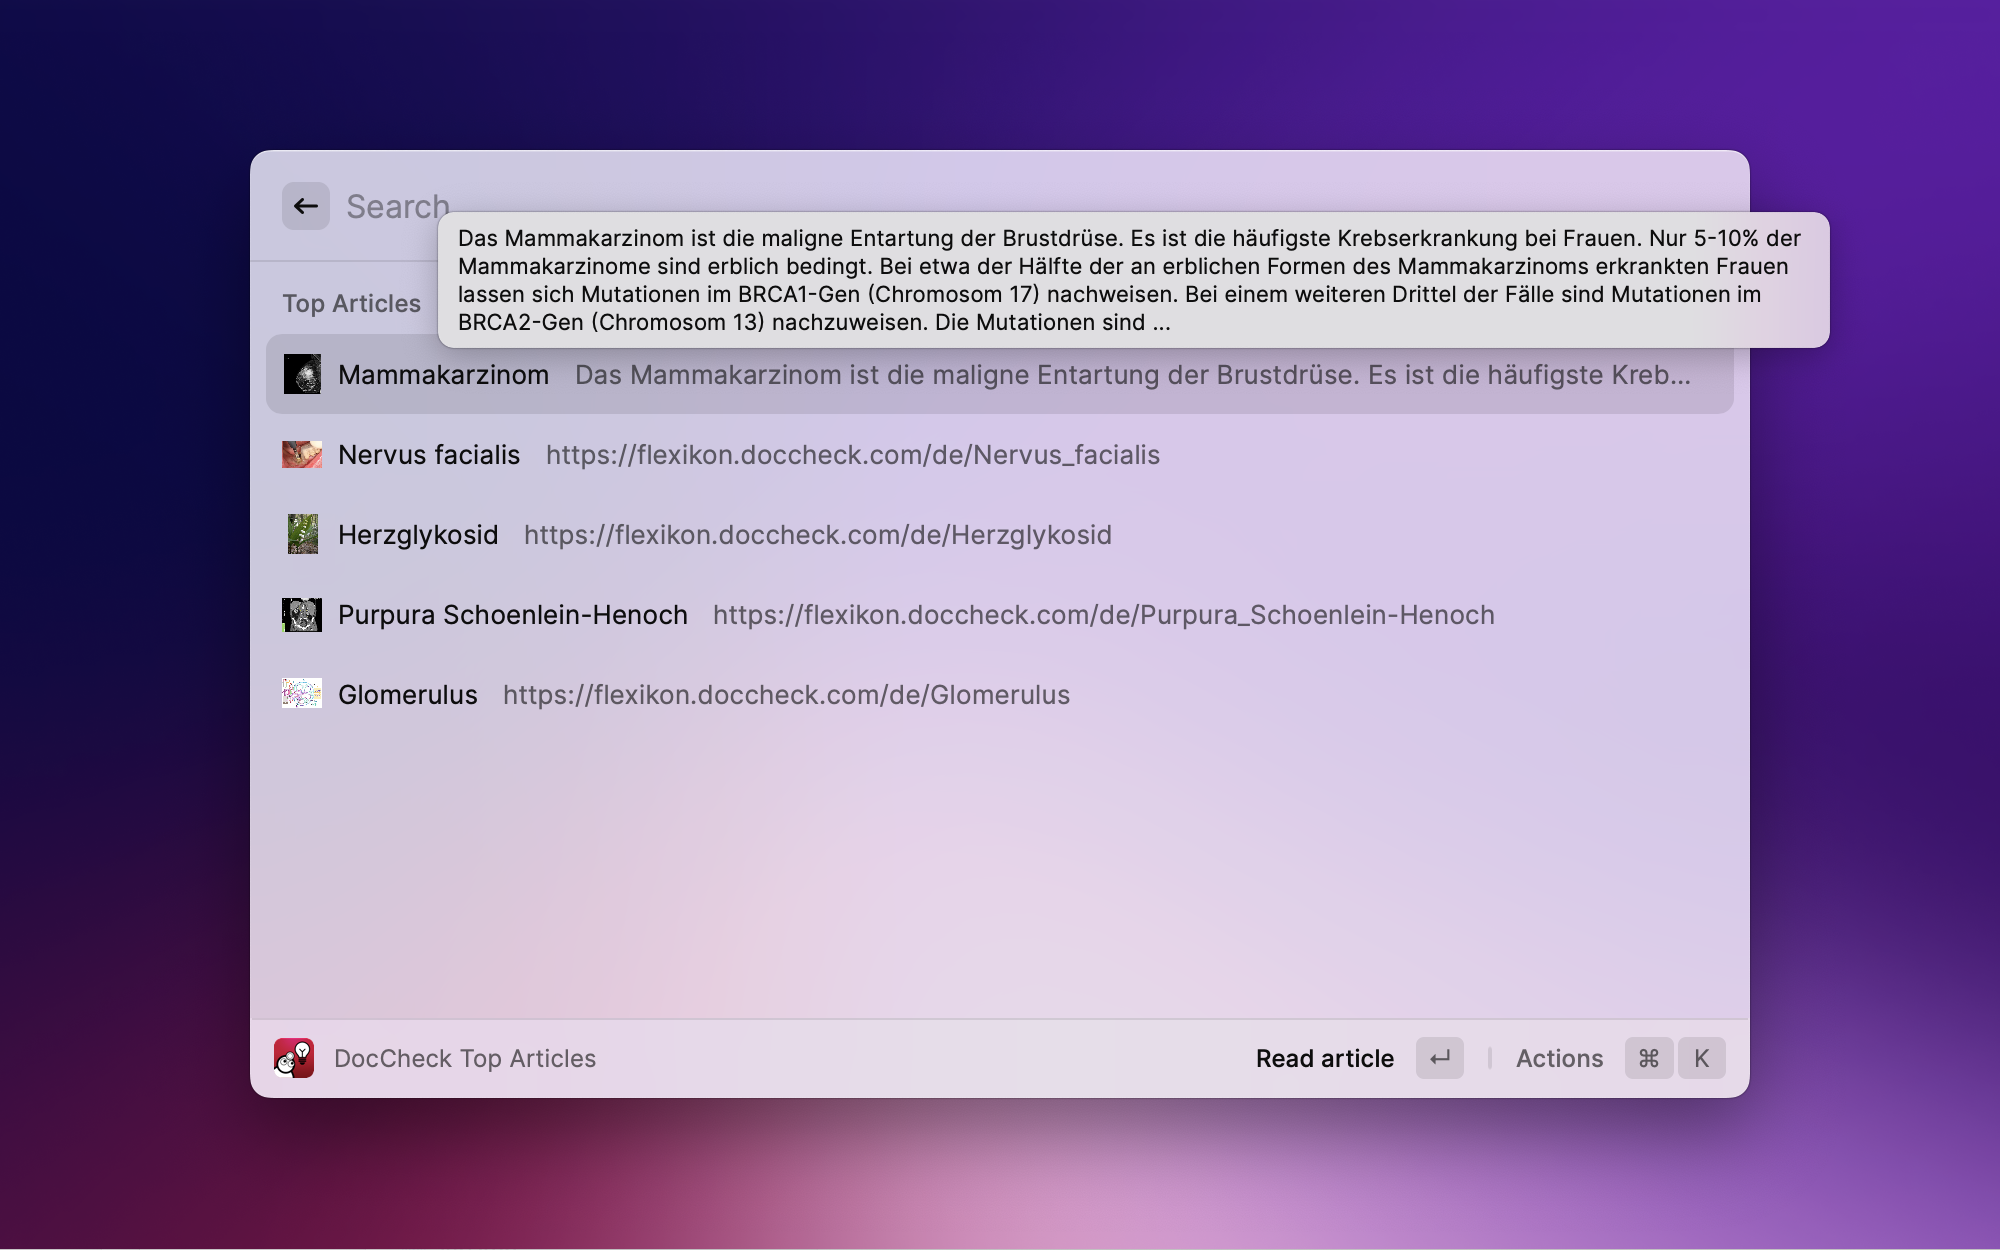 Search
Das Mammakarzinom ist die maligne Entartung der Brustdrüse. Es ist die häufigste Krebserkrankung bei Frauen. Nur 5-10% der
Mammakarzinome sind erblich bedingt. Bei etwa der Hälfte der an erblichen Formen des Mammakarzinoms erkrankten Frauen
lassen sich Mutationen im BRCA1-Gen (Chromosom 17) nachweisen. Bei einem weiteren Drittel der Fälle sind Mutationen im
BRCA2-Gen (Chromosom 13) nachzuweisen. Die Mutationen sind ...
Top Articles
Mammakarzinom Das Mammakarzinom ist die maligne Entartung der Brustdrüse. Es ist die häufigste Kreb...
Nervus facialis https://flexikon.doccheck.com/de/Nervus_facialis
Herzglykosid https://flexikon.doccheck.com/de/Herzglykosid
Purpura Schoenlein-Henoch https://flexikon.doccheck.com/de/Purpura_Schoenlein-Henoch
Glomerulus https://flexikon.doccheck.com/de/Glomerulus
DocCheck Top Articles Read article ↵ Actions ⌘ K